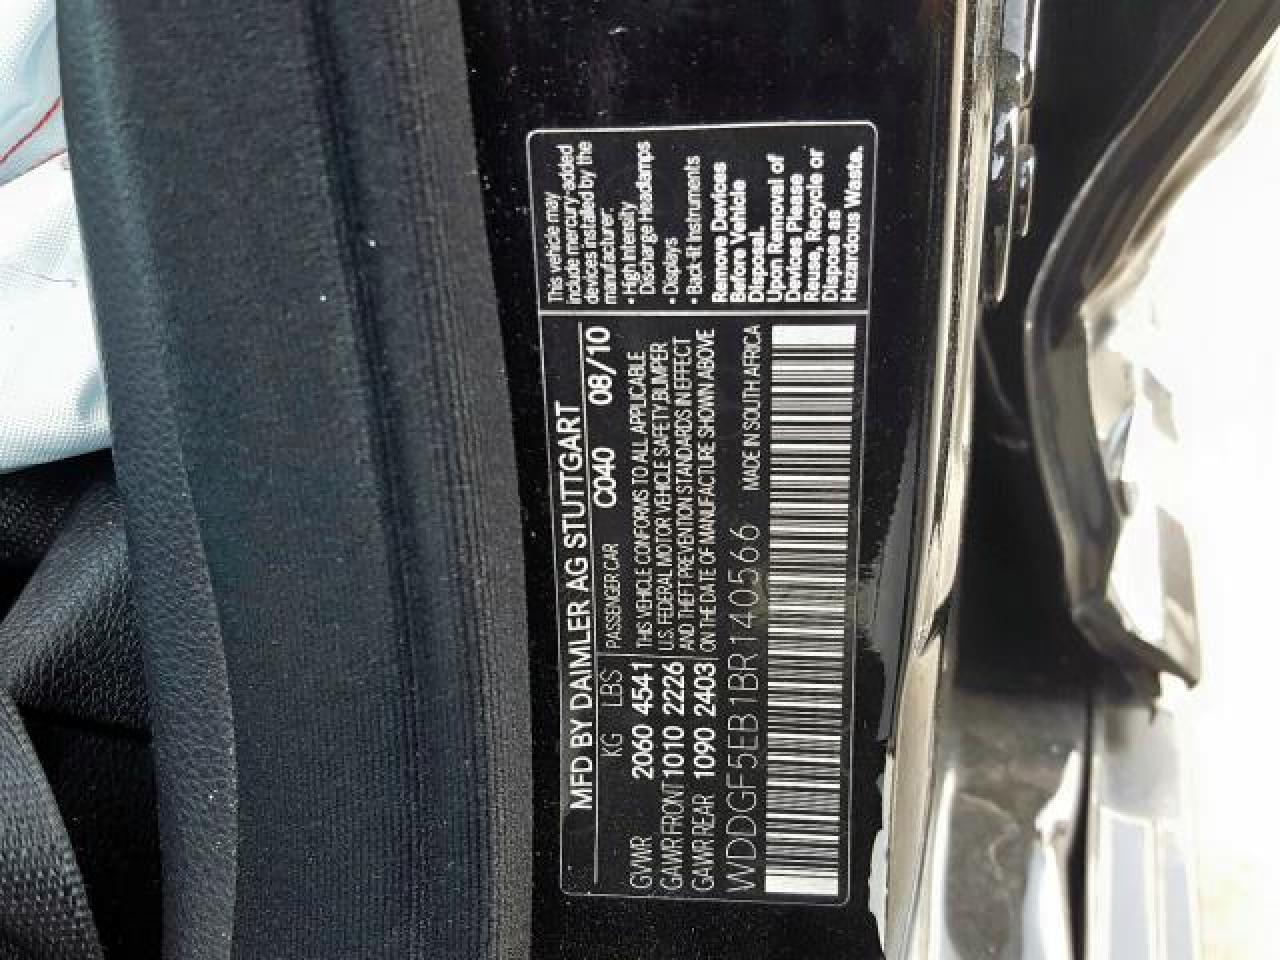 MFD BY DAIMLER AG STUTTGART
KG LBS PASSENGER CAR C040 08/10
GVWR 2060 4541 THIS VEHICLE CONFORMS TO ALL APPLICABLE
GAWR FRONT 1010 2226 U.S. FEDERAL MOTOR VEHICLE SAFETY, BUMPER
AND THEFT PREVENTION STANDARDS IN EFFECT
GAWR REAR 1090 2403 ON THE DATE OF MANUFACTURE SHOWN ABOVE
WDDGF5EB1BR140566 MADE IN SOUTH AFRICA
This vehicle may
include mercury-added
devices installed by the
manufacturer:
• High Intensity
Discharge Headlamps
• Displays
• Back-lit Instruments
Remove Devices
Before Vehicle
Disposal.
Upon Removal of
Devices Please
Reuse, Recycle or
Dispose as
Hazardous Waste.